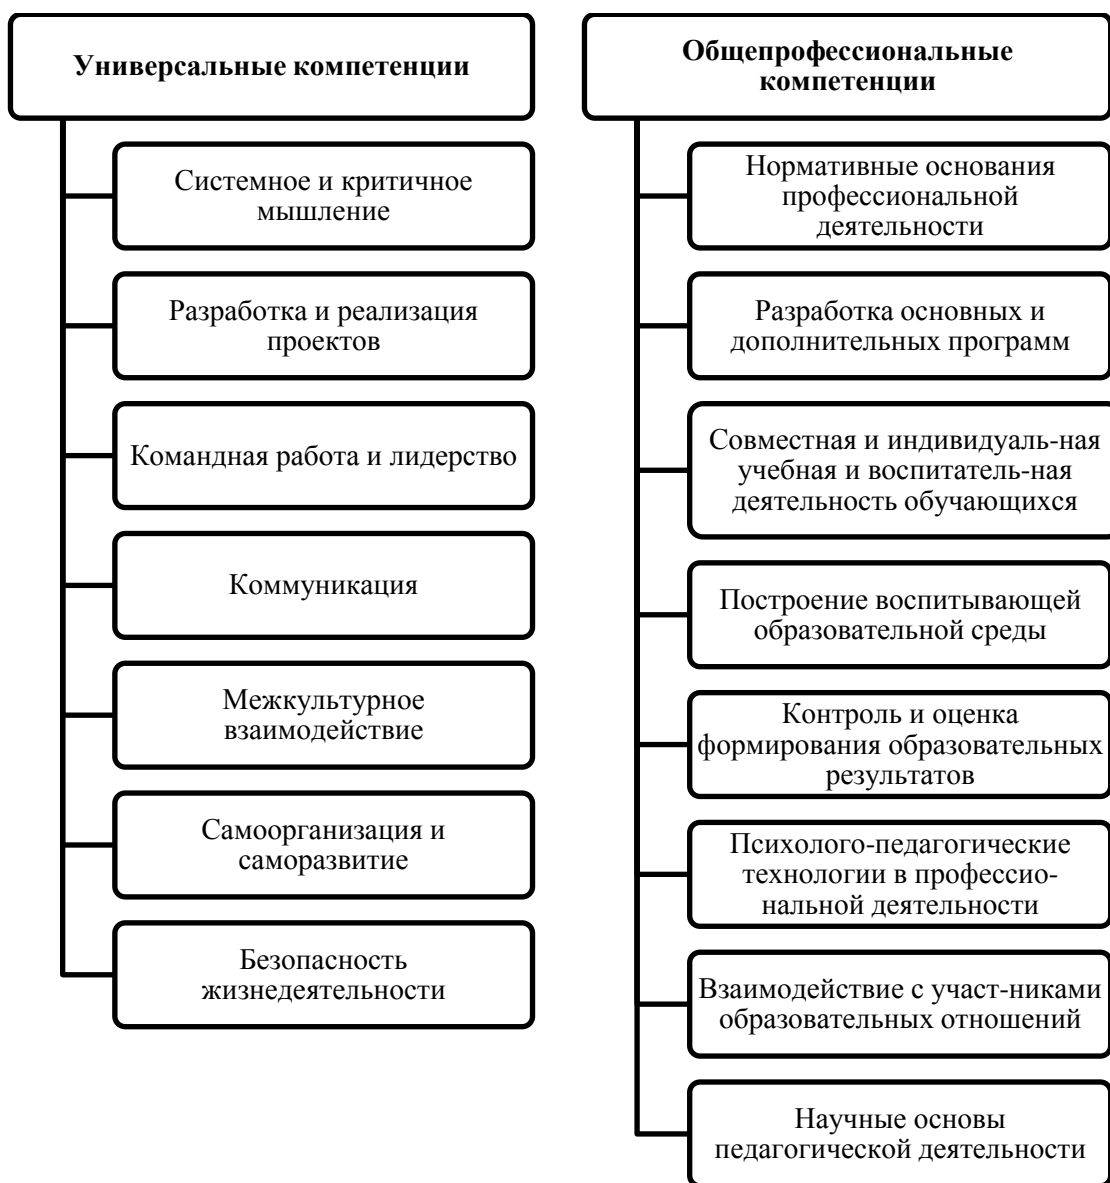 Универсальные компетенции
Системное и критичное
мышление
Разработка и реализация
проектов
Командная работа и лидерство
Коммуникация
Межкультурное
взаимодействие
Самоорганизация и
саморазвитие
Безопасность
жизнедеятельности
Общепрофессиональные
компетенции
Нормативные основания
профессиональной
деятельности
Разработка основных и
дополнительных программ
Совместная и индивидуаль-ная
учебная и воспитатель-ная
деятельность обучающихся
Построение воспитывающей
образовательной среды
Контроль и оценка
формирования образовательных
результатов
Психолого-педагогические
технологии в профессио-
нальной деятельности
Взаимодействие с участ-никами
образовательных отношений
Научные основы
педагогической деятельности